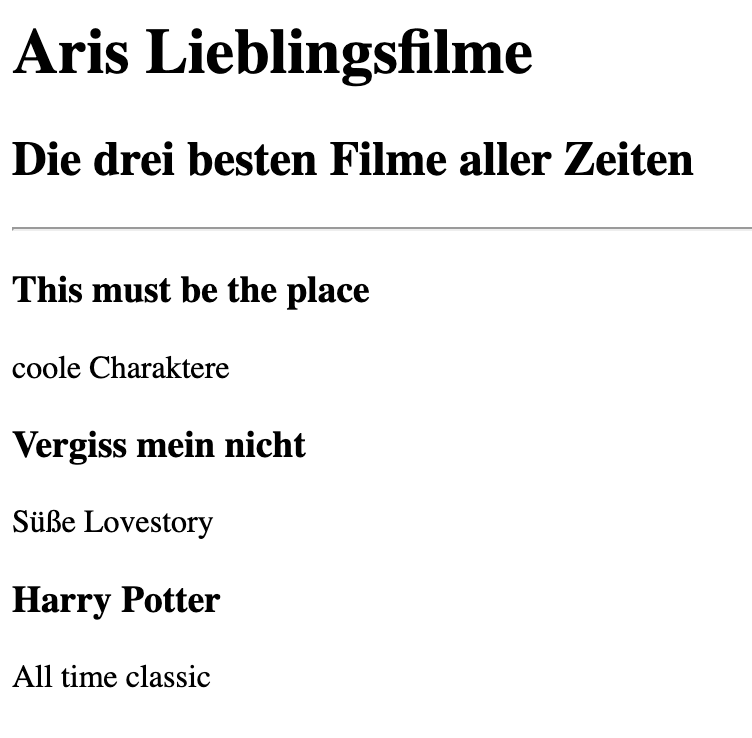 Aris Lieblingsfilme
Die drei besten Filme aller Zeiten
This must be the place
coole Charaktere
Vergiss mein nicht
Süße Lovestory
Harry Potter
All time classic